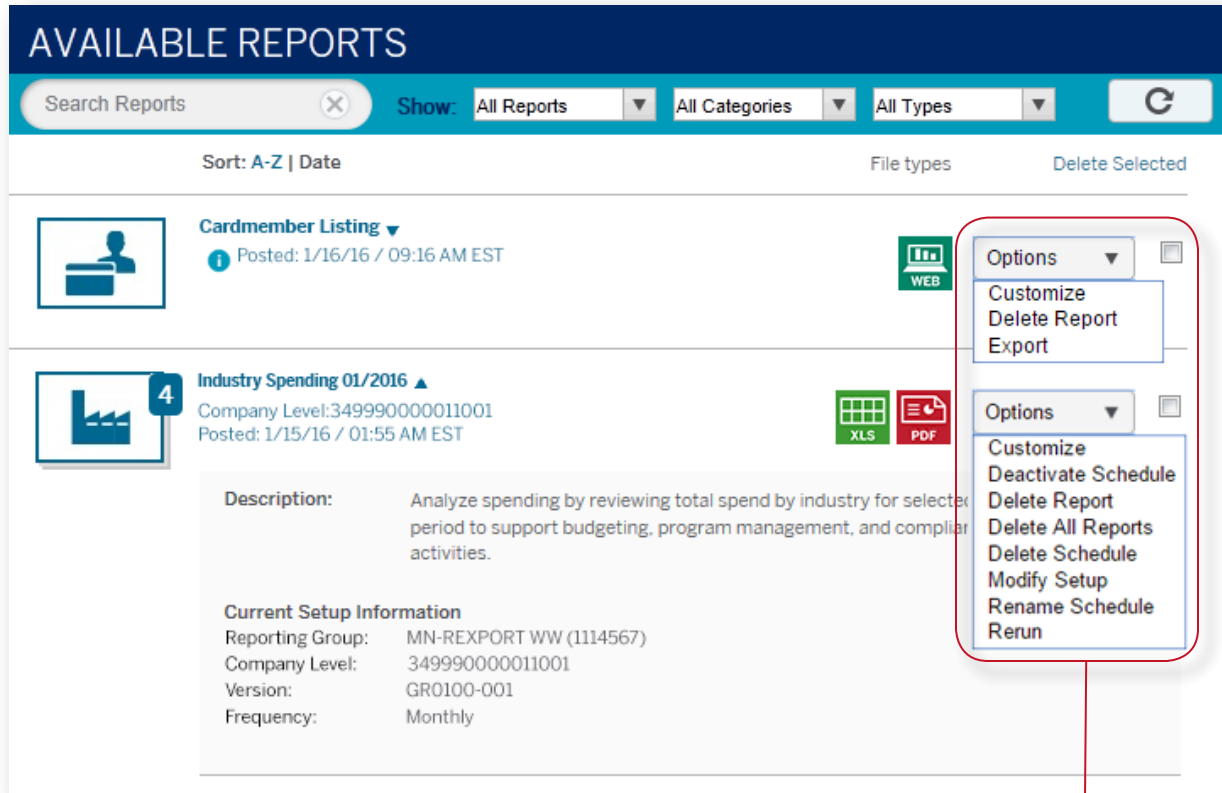 AVAILABLE REPORTS
Search Reports Show: All Reports All Categories All Types
Sort: A-Z | Date File types Delete Selected
Cardmember Listing
Posted: 1/16/16 / 09:16 AM EST
WEB
Options
Customize
Delete Report
Export
4
Industry Spending 01/2016
Company Level:349990000011001
Posted: 1/15/16 / 01:55 AM EST
XLS PDF
Options
Customize
Deactivate Schedule
Delete Report
Delete All Reports
Delete Schedule
Modify Setup
Rename Schedule
Rerun
Description: Analyze spending by reviewing total spend by industry for selected
period to support budgeting, program management, and
activities.
Current Setup Information
Reporting Group: MN-REXPORT WW (1114567)
Company Level: 349990000011001
Version: GR0100-001
Frequency: Monthly